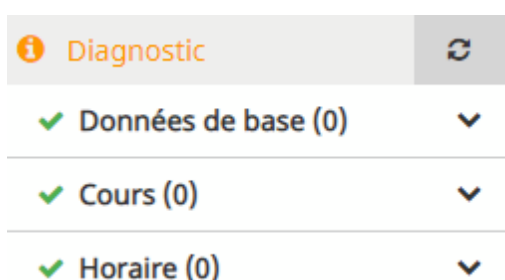 Diagnostic
Données de base (0)
Cours (0)
Horaire (0)